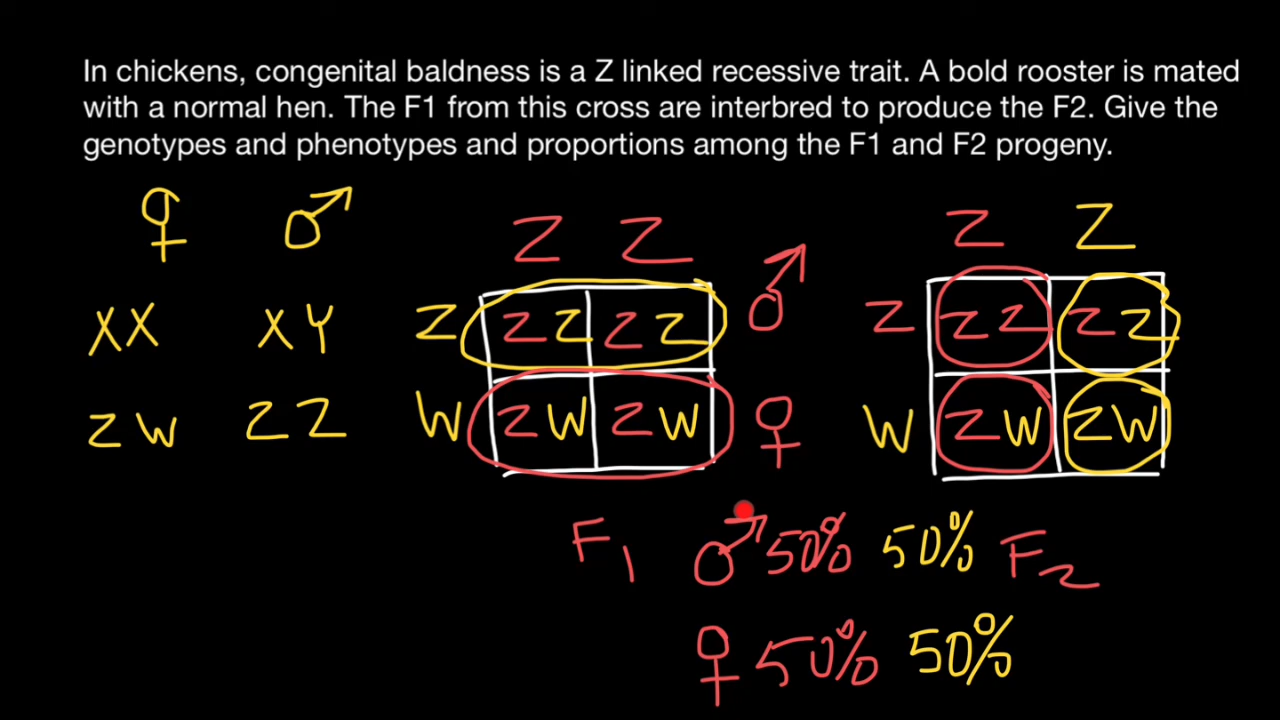 In chickens, congenital baldness is a Z linked recessive trait. A bold rooster is mated
with a normal hen. The F1 from this cross are interbred to produce the F2. Give the
genotypes and phenotypes and proportions among the F1 and F2 progeny.
♀ ♂
XX XY
ZW ZZ
Z Z
Z ZZ ZZ ♂
W ZW ZW ♀
Z Z
Z ZZ ZZ
W ZW ZW
F1 ♂ 50% 50% F2
♀ 50% 50%